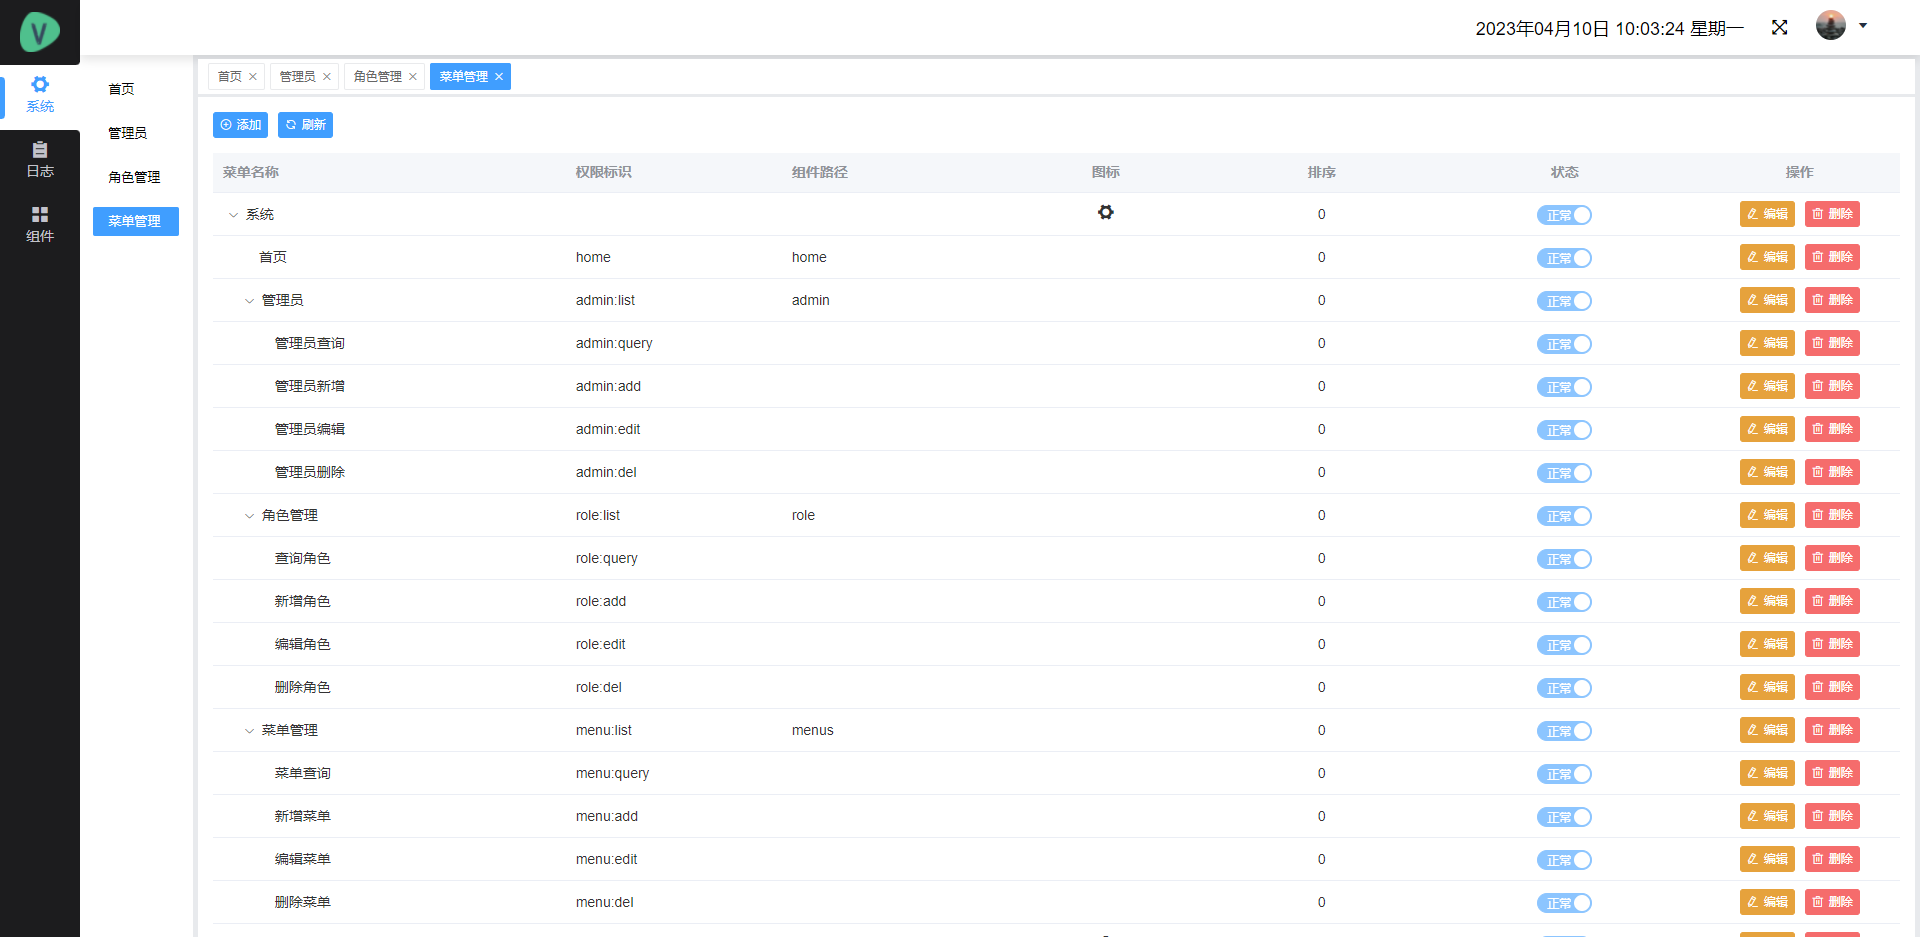 2023年04月10日 10:03:24 星期一
系统
日志
组件
首页
管理员
角色管理
菜单管理
首页 管理员 角色管理 菜单管理
添加 刷新
菜单名称 权限标识 组件路径 图标 排序 状态 操作
系统 0 正常 编辑 删除
首页 home home 0 正常 编辑 删除
管理员 admin:list admin 0 正常 编辑 删除
管理员查询 admin:query 0 正常 编辑 删除
管理员新增 admin:add 0 正常 编辑 删除
管理员编辑 admin:edit 0 正常 编辑 删除
管理员删除 admin:del 0 正常 编辑 删除
角色管理 role:list role 0 正常 编辑 删除
查询角色 role:query 0 正常 编辑 删除
新增角色 role:add 0 正常 编辑 删除
编辑角色 role:edit 0 正常 编辑 删除
删除角色 role:del 0 正常 编辑 删除
菜单管理 menu:list menus 0 正常 编辑 删除
菜单查询 menu:query 0 正常 编辑 删除
新增菜单 menu:add 0 正常 编辑 删除
编辑菜单 menu:edit 0 正常 编辑 删除
删除菜单 menu:del 0 正常 编辑 删除